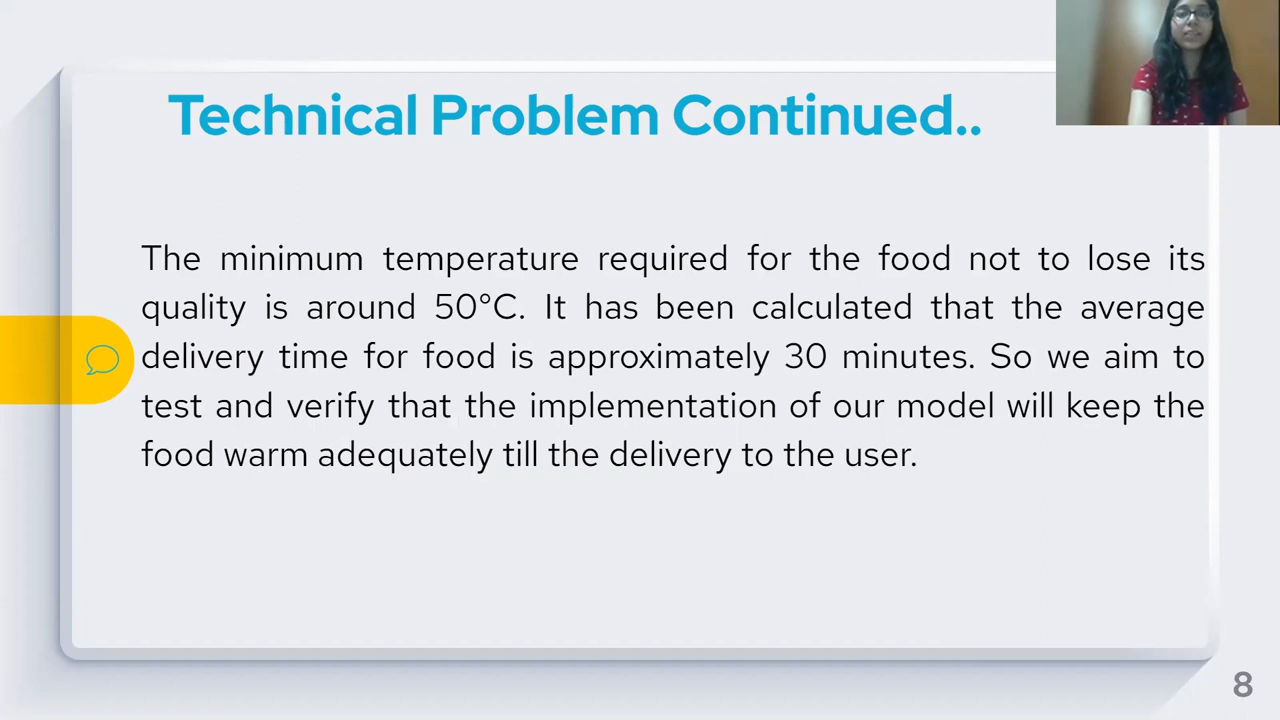 Technical Problem Continued..
The minimum temperature required for the food not to lose its
quality is around 50°C. It has been calculated that the average
delivery time for food is approximately 30 minutes. So we aim to
test and verify that the implementation of our model will keep the
food warm adequately till the delivery to the user.
8